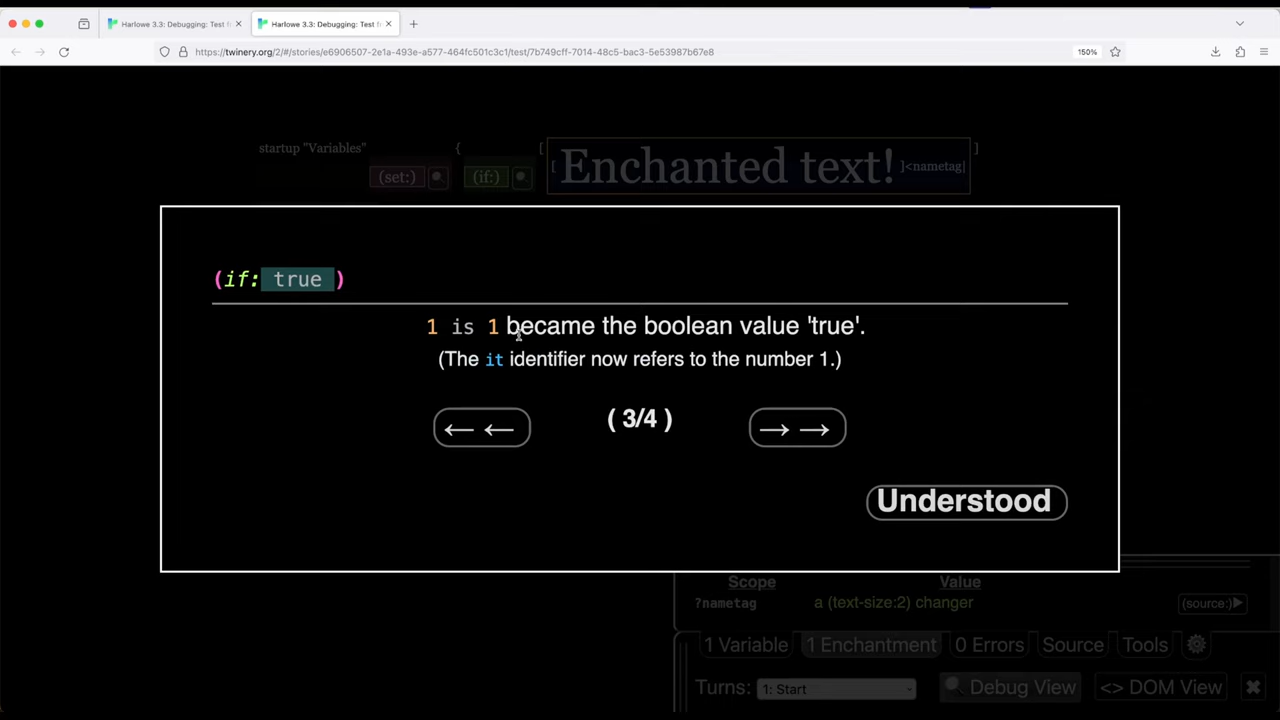 Harlowe 3.3: Debugging: Test f
Harlowe 3.3: Debugging: Test f
https://twinery.org/2/#/stories/e6906507-2e1a-493e-a577-464fc501c3c1/test/7b749cff-7014-48c5-bac3-5e53987b67e8
150%
startup "Variables"
(set:)
{
(if:)
[
[ Enchanted text! ]<nametag|
]
(if: true )
1 is 1 became the boolean value 'true'.
(The it identifier now refers to the number 1.)
←← ( 3/4 ) →→
Understood
Scope Value
?nametag a (text-size:2) changer (source:)▶
1 Variable 1 Enchantment 0 Errors Source Tools
Turns: 1: Start Debug View <> DOM View